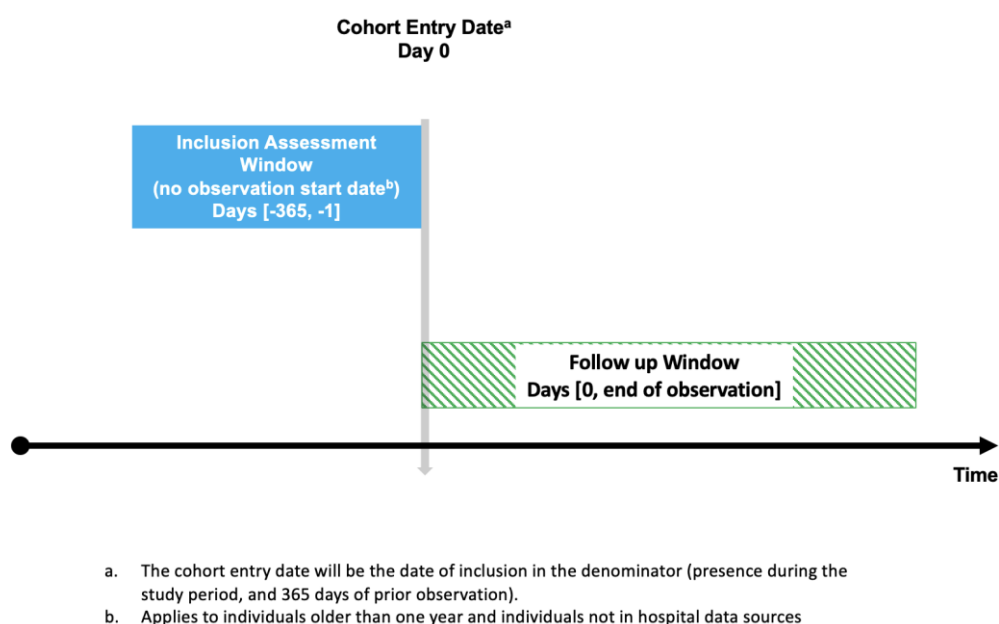 Cohort Entry Dateᵃ
Day 0
Inclusion Assessment
Window
(no observation start dateᵇ)
Days [-365, -1]
Follow up Window
Days [0, end of observation]
Time
a. The cohort entry date will be the date of inclusion in the denominator (presence during the
study period, and 365 days of prior observation).
b. Applies to individuals older than one year and individuals not in hospital data sources